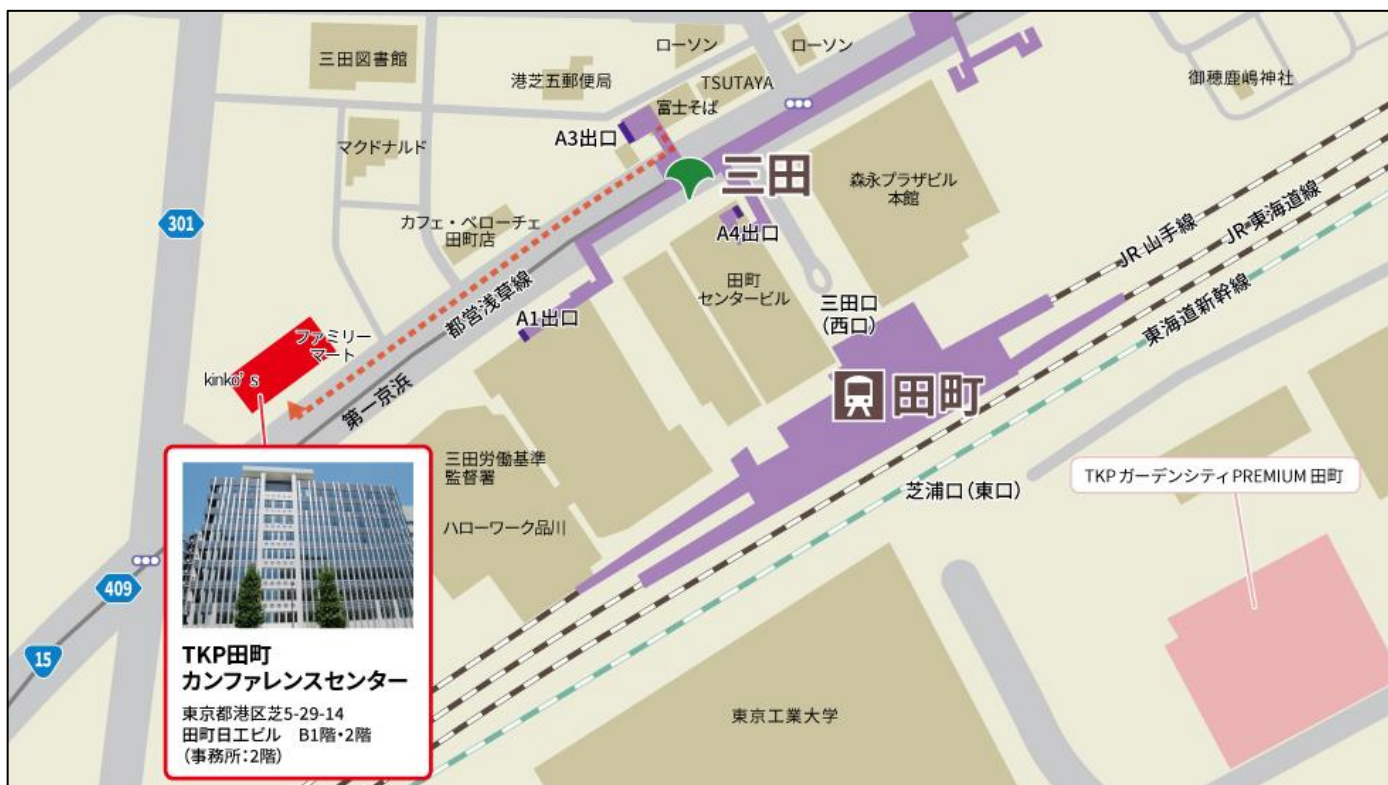 三田図書館
ローソン
ローソン
港芝五郵便局
TSUTAYA
富士そば
御穂鹿嶋神社
A3出口
マクドナルド
三田
森永プラザビル
本館
301
カフェ・ベローチェ
田町店
A4出口
JR 山手線
JR 東海道線
東海道新幹線
田町
センタービル
三田口
(西口)
都営浅草線
A1出口
ファミリー
マート
kinko's
第一京浜
田町
三田労働基準
監督署
芝浦口(東口)
TKP ガーデンシティPREMIUM 田町
ハローワーク品川
409
15
TKP田町
カンファレンスセンター
東京都港区芝5-29-14
田町日工ビル B1階・2階
(事務所:2階)
東京工業大学